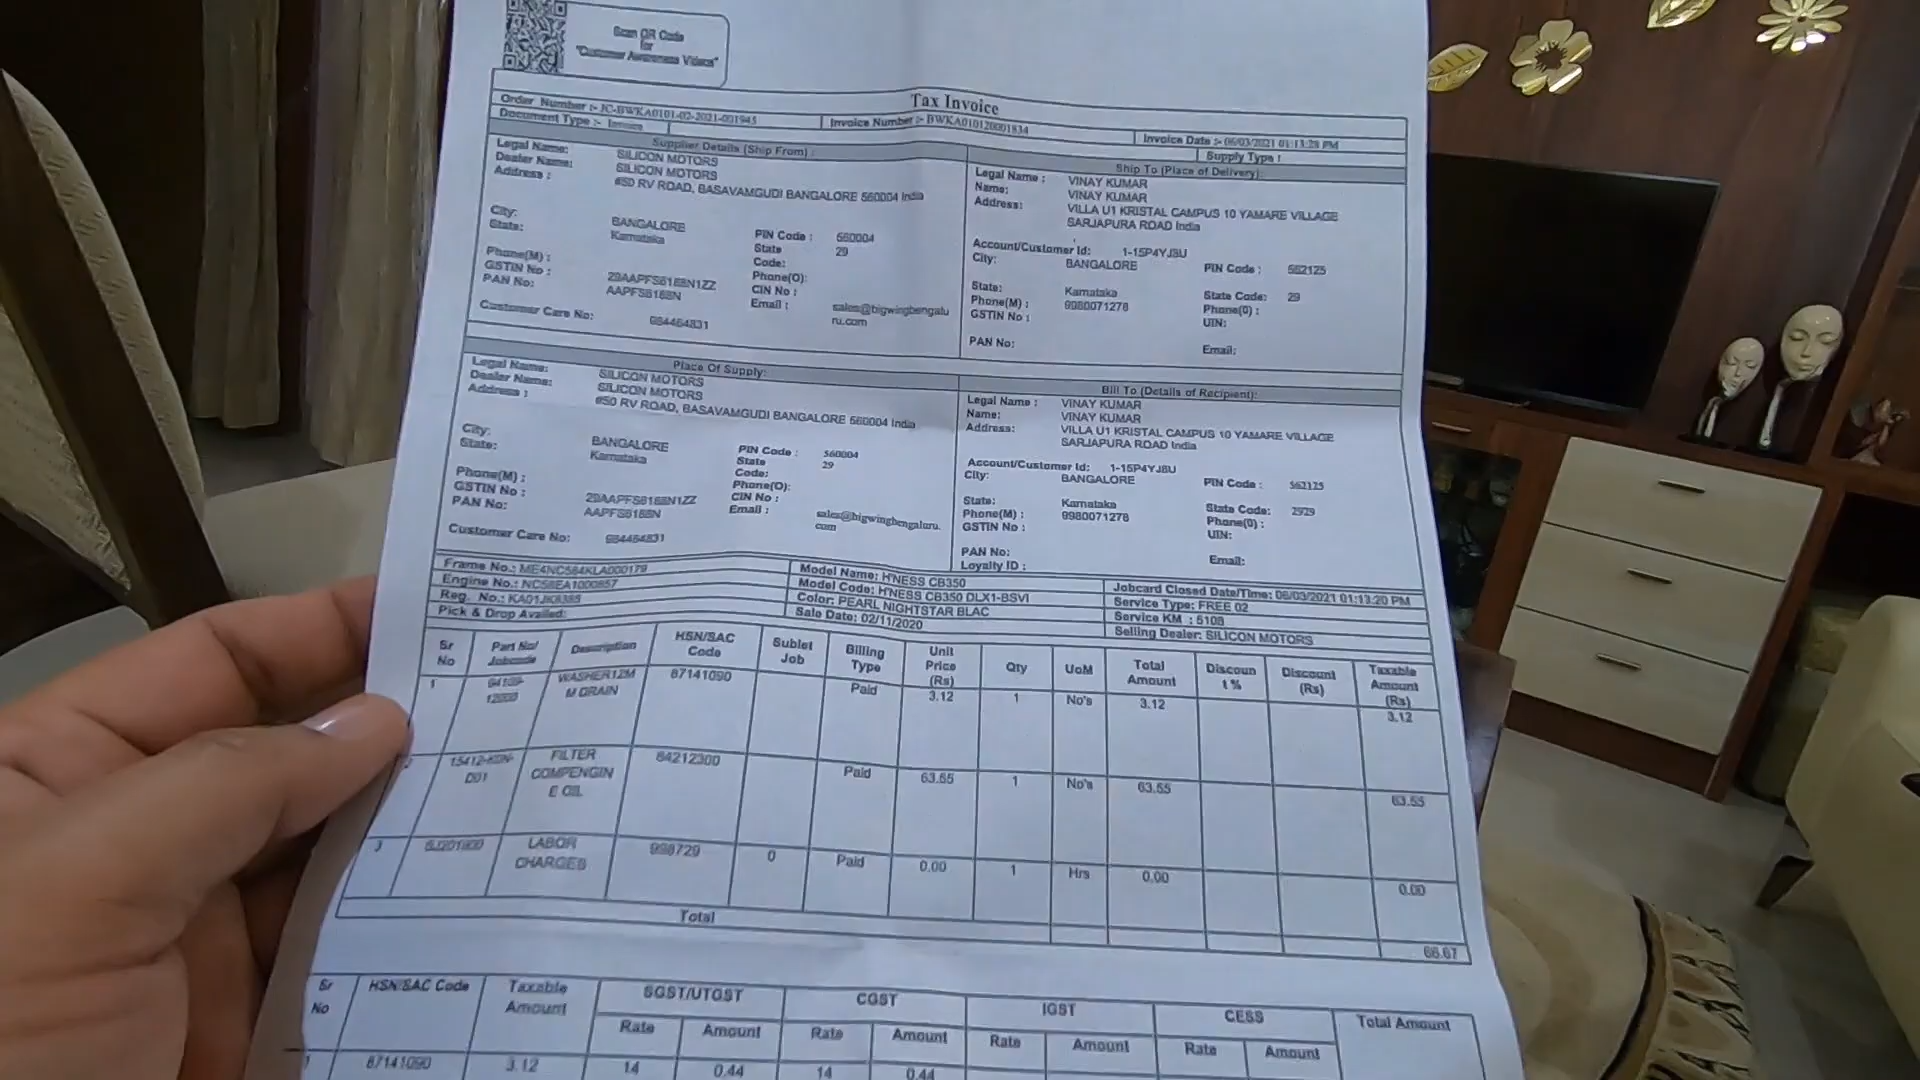 Scan QR Code
for
"Customer Awareness Videos"
Tax Invoice
Order Number :- JC-BWKA0101-02-2021-001945
Invoice Number :- BWKA010120001834
Invoice Date :- 06/03/2021 01:13:20 PM
Document Type :- Invoice
Supply Type :
Supplier Details (Ship From) :
Legal Name: SILICON MOTORS
Dealer Name: SILICON MOTORS
Address : #50 RV ROAD, BASAVAMGUDI BANGALORE 560004 India
City: BANGALORE PIN Code : 560004
State: Karnataka State Code: 29
Phone(M) : Phone(O):
GSTIN No : 29AAPFS8168N1ZZ CIN No :
PAN No: AAPFS8168N Email : sales@bigwingbengalu
ru.com
Customer Care No: 984464831
Ship To (Place of Delivery):
Legal Name : VINAY KUMAR
Name: VINAY KUMAR
Address: VILLA U1 KRISTAL CAMPUS 10 YAMARE VILLAGE
SARJAPURA ROAD India
Account/Customer Id: 1-15P4YJ8U
City: BANGALORE PIN Code : 562125
State: Karnataka State Code: 29
Phone(M) : 9980071278 Phone(0) :
GSTIN No : UIN:
PAN No: Email:
Place Of Supply:
Legal Name: SILICON MOTORS
Dealer Name: SILICON MOTORS
Address : #50 RV ROAD, BASAVAMGUDI BANGALORE 560004 India
City: BANGALORE PIN Code : 560004
State: Karnataka State Code: 29
Phone(M) : Phone(O):
GSTIN No : 29AAPFS8168N1ZZ CIN No :
PAN No: AAPFS8168N Email : sales@bigwingbengaluru.
com
Customer Care No: 984464831
Bill To (Details of Recipient):
Legal Name : VINAY KUMAR
Name: VINAY KUMAR
Address: VILLA U1 KRISTAL CAMPUS 10 YAMARE VILLAGE
SARJAPURA ROAD India
Account/Customer Id: 1-15P4YJ8U
City: BANGALORE PIN Code : 562125
State: Karnataka State Code: 2929
Phone(M) : 9980071278 Phone(0) :
GSTIN No : UIN:
PAN No: Email:
Loyalty ID :
Frame No.: ME4NC584KLA000179 Model Name: H'NESS CB350 Jobcard Closed Date/Time: 06/03/2021 01:13:20 PM
Engine No.: NC58EA1000857 Model Code: H'NESS CB350 DLX1-BSVI Service Type: FREE 02
Reg. No.: Color: PEARL NIGHTSTAR BLAC Service KM : 5108
Pick & Drop Availed: Sale Date: 02/11/2020 Selling Dealer: SILICON MOTORS
Sr No Part No/ Jobcode Description HSN/SAC Code Sublet Job Billing Type Unit Price (Rs) Qty UoM Total Amount Discoun t % Discount (Rs) Taxable Amount (Rs)
1 94109-12000 WASHER12M M DRAIN 87141090 Paid 3.12 1 No's 3.12 3.12
2 D01 FILTER COMPENGIN E OIL 84212300 Paid 63.55 1 No's 63.55 63.55
3 LABOR CHARGES 998729 0 Paid 0.00 1 Hrs 0.00 0.00
Total 66.67
Sr No HSN/SAC Code Taxable Amount SGST/UTGST CGST IGST CESS Total Amount
Rate Amount Rate Amount Rate Amount Rate Amount
1 87141090 3.12 14 0.44 14 0.44